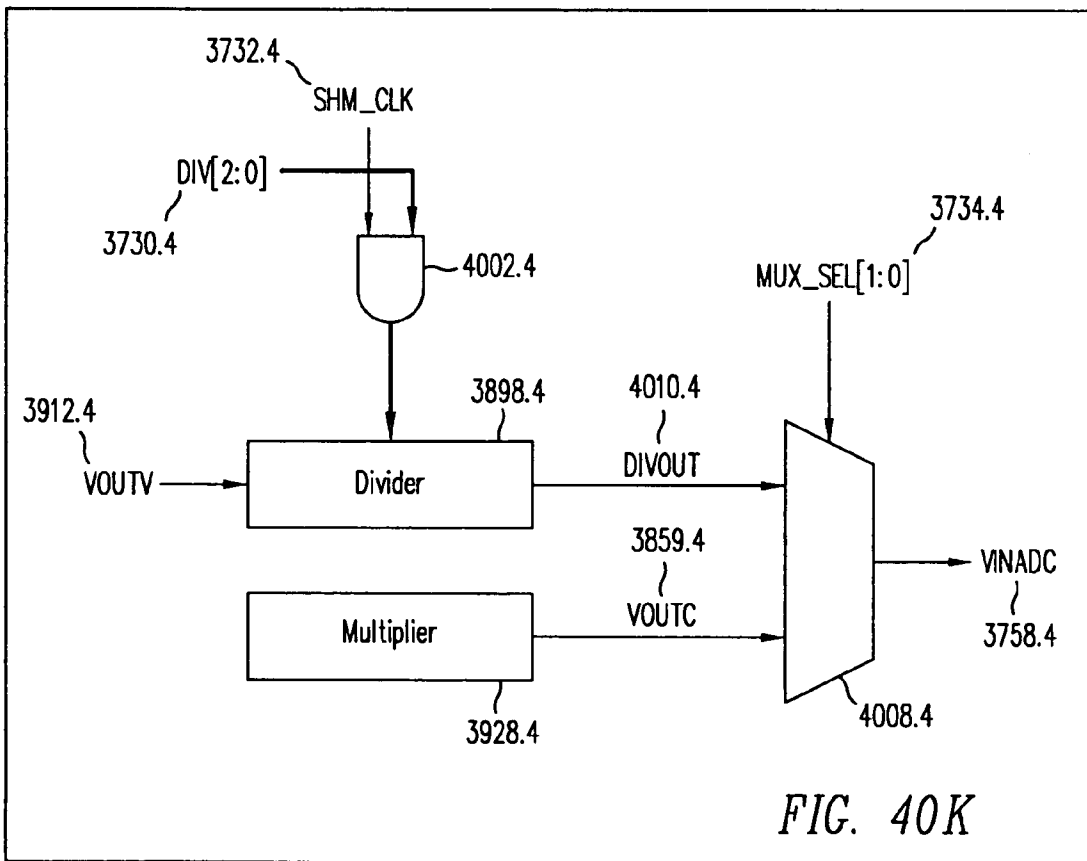 3732.4
SHM_CLK
DIV[2:0]
3730.4
4002.4
3734.4
MUX_SEL[1:0]
3912.4
VOUTV
3898.4
Divider
4010.4
DIVOUT
3859.4
VOUTC
Multiplier
3928.4
VINADC
3758.4
4008.4
FIG. 40K